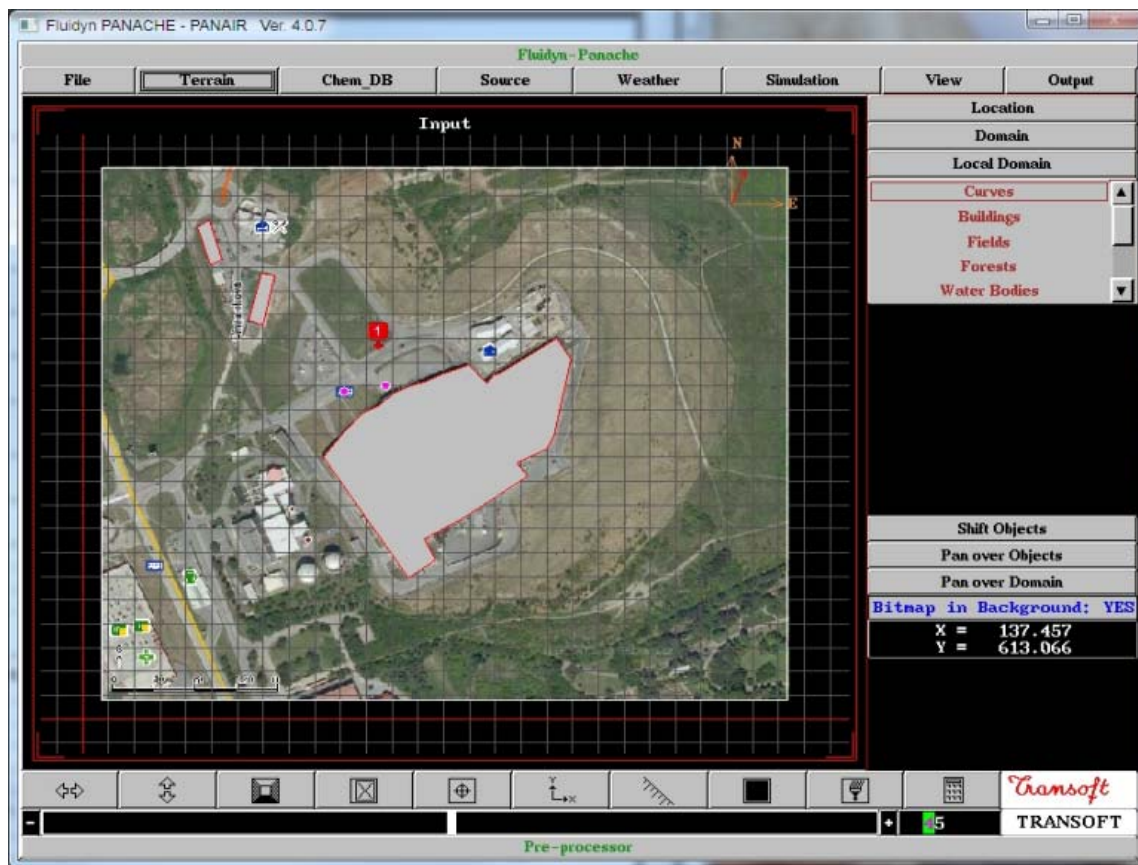 Fluidyn PANACHE - PANAIR Ver. 4.0.7
Fluidyn-Panache
File Terrain Chem_DB Source Weather Simulation View Output
Input
N
E
1
Location
Domain
Local Domain
Curves
Buildings
Fields
Forests
Water Bodies
Shift Objects
Pan over Objects
Pan over Domain
Bitmap in Background: YES
X = 137.457
Y = 613.066
Y
X
Transoft
- + 45 TRANSOFT
Pre-processor